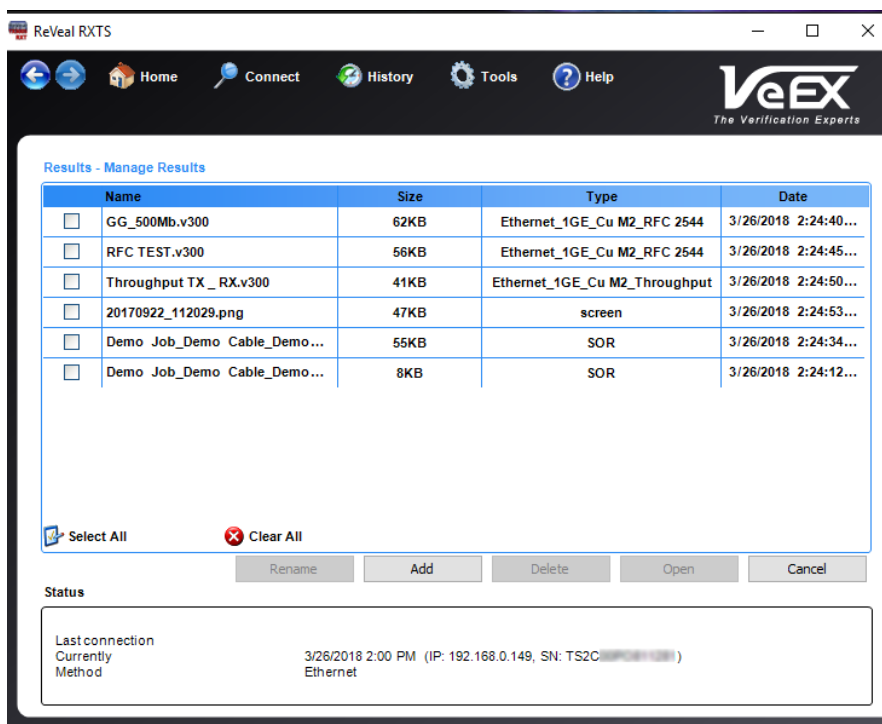 ReVeal RXTS
Home Connect History Tools Help
VeEX
The Verification Experts
Results - Manage Results
Name Size Type Date
GG_500Mb.v300 62KB Ethernet_1GE_Cu M2_RFC 2544 3/26/2018 2:24:40...
RFC TEST.v300 56KB Ethernet_1GE_Cu M2_RFC 2544 3/26/2018 2:24:45...
Throughput TX _ RX.v300 41KB Ethernet_1GE_Cu M2_Throughput 3/26/2018 2:24:50...
20170922_112029.png 47KB screen 3/26/2018 2:24:53...
Demo Job_Demo Cable_Demo... 55KB SOR 3/26/2018 2:24:34...
Demo Job_Demo Cable_Demo... 8KB SOR 3/26/2018 2:24:12...
Select All Clear All
Rename Add Delete Open Cancel
Status
Last connection
Currently 3/26/2018 2:00 PM (IP: 192.168.0.149, SN: TS2C )
Method Ethernet